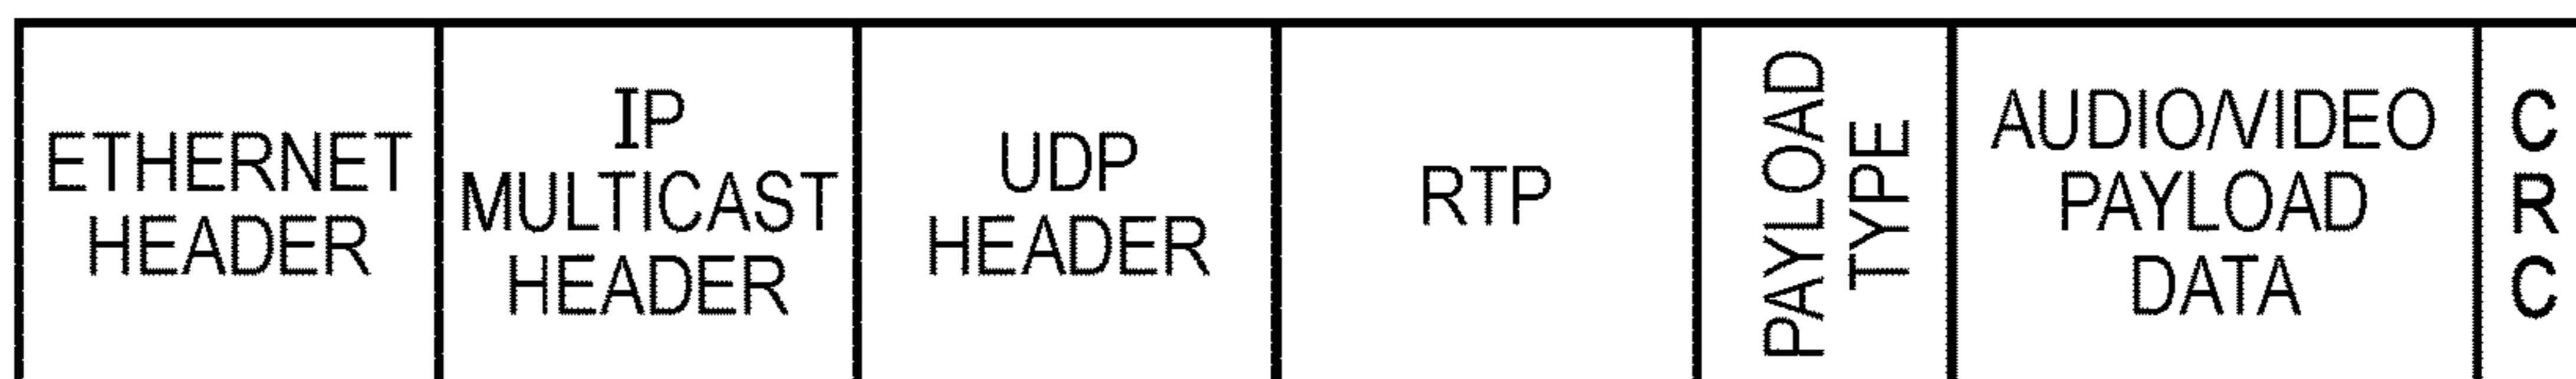 ETHERNET
HEADER
IP
MULTICAST
HEADER
UDP
HEADER
RTP
PAYLOAD
TYPE
AUDIO/VIDEO
PAYLOAD
DATA
C
R
C